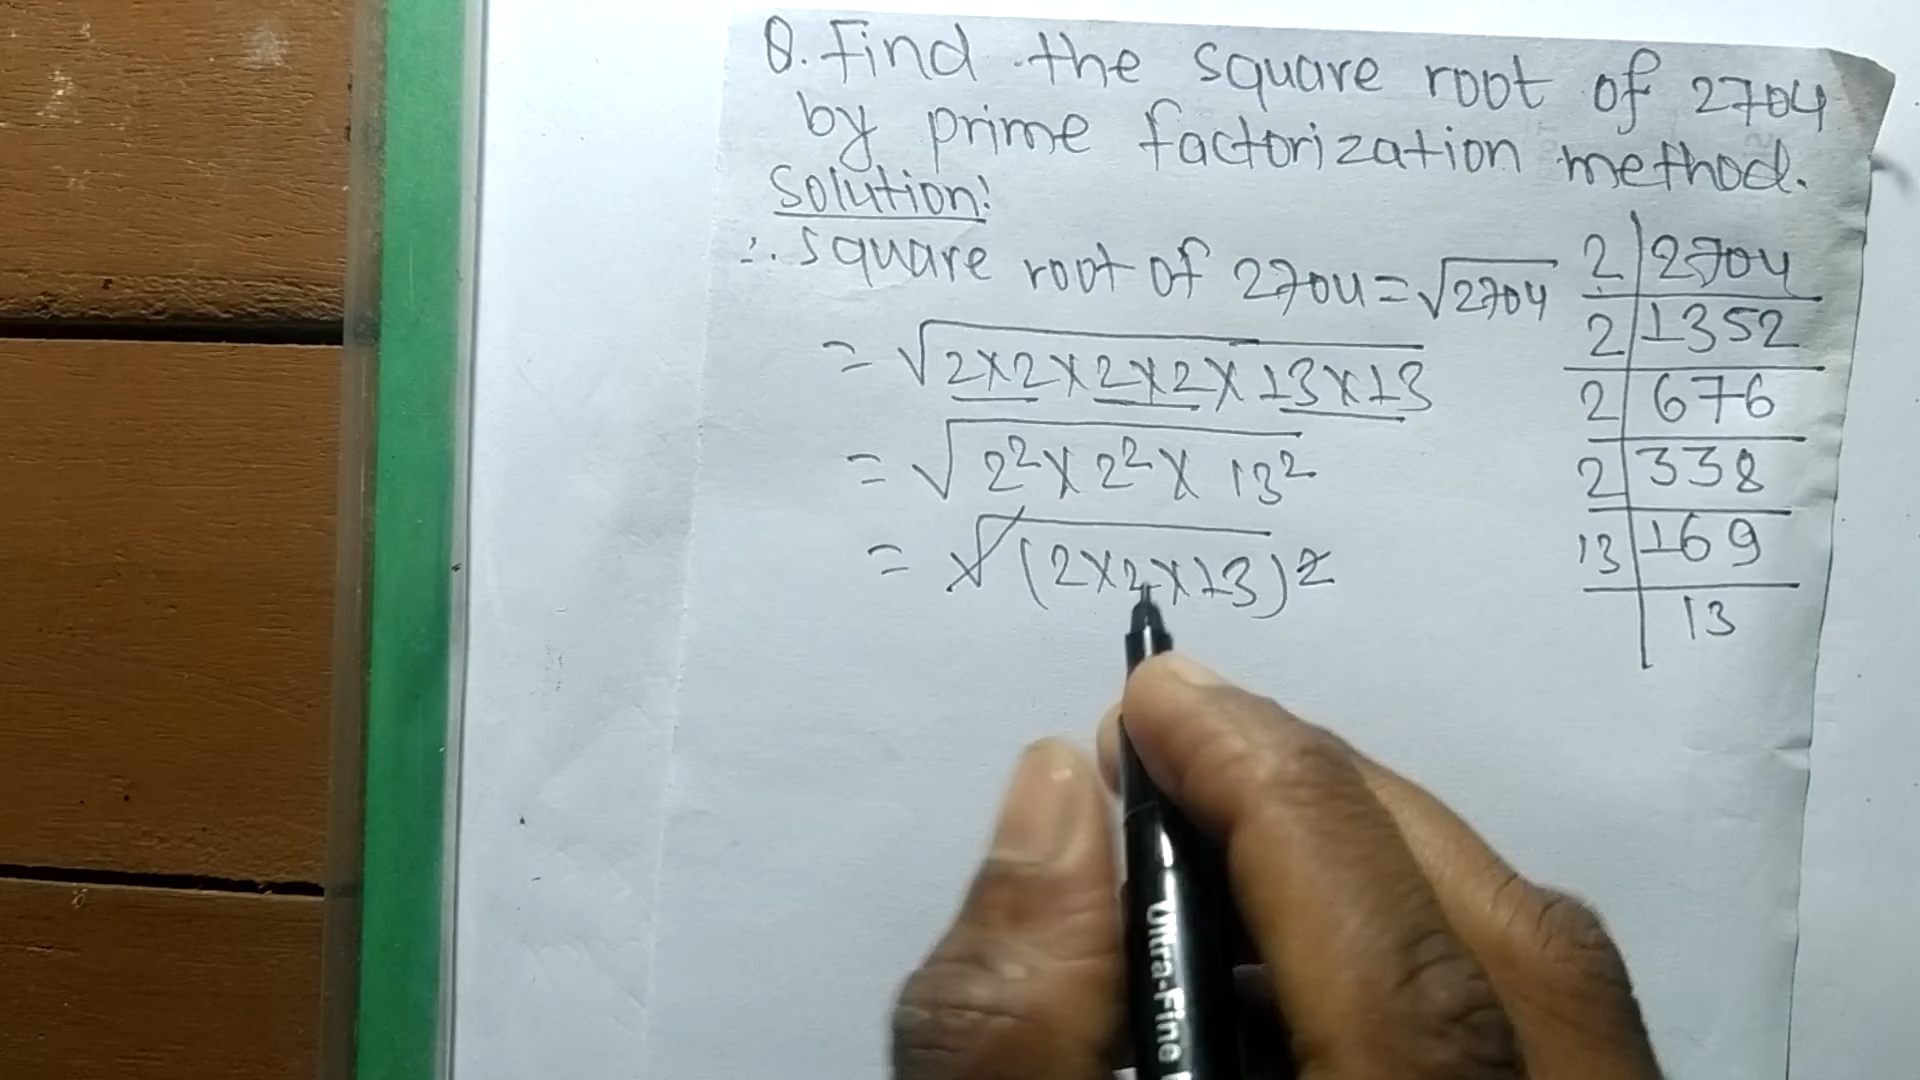 Q. Find the square root of 2704
by prime factorization method.
Solution:
∴ square root of 2704 = √2704
= √2×2×2×2×13×13
= √2²×2²×13²
= √(2×2×13)²
2 | 2704
2 | 1352
2 | 676
2 | 338
13 | 169
| 13
Ultra-Fine